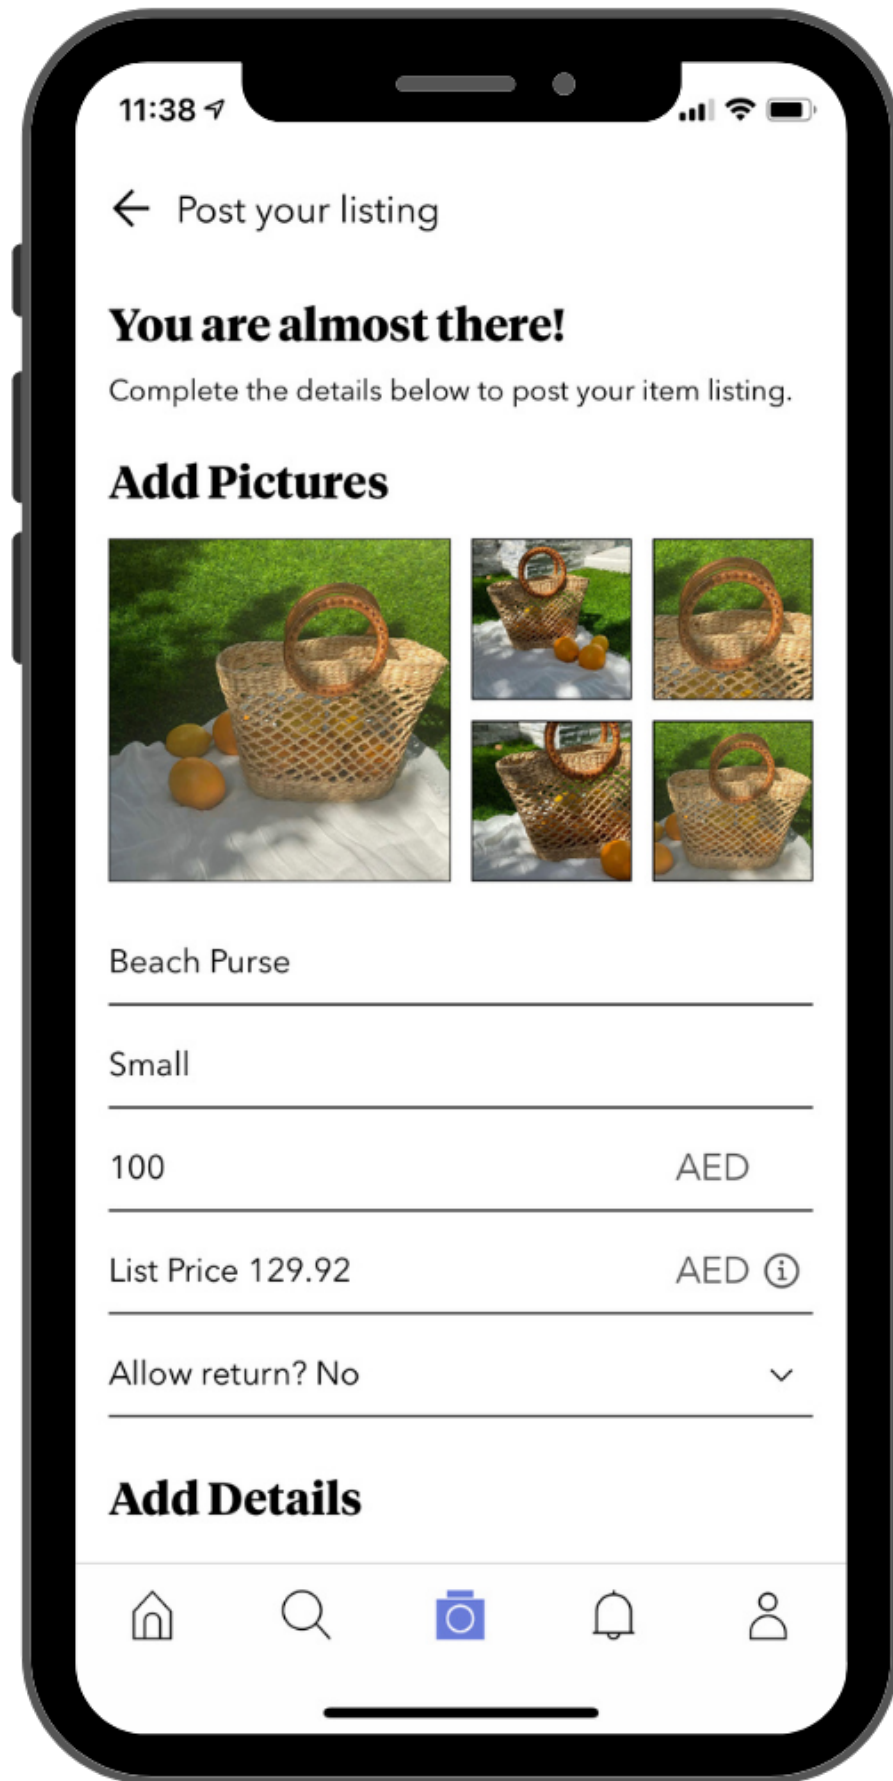 11:38
Post your listing
You are almost there!
Complete the details below to post your item listing.
Add Pictures
Beach Purse
Small
100 AED
List Price 129.92 AED
Allow return? No
Add Details